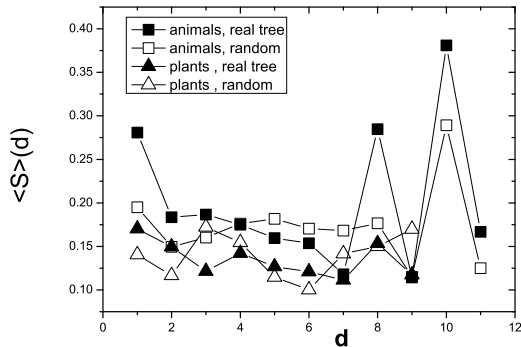 animals, real tree
animals, random
plants , real tree
plants , random
0.40
0.35
0.30
0.25
0.20
0.15
0.10
<S>(d)
0 2 4 6 8 10 12
d